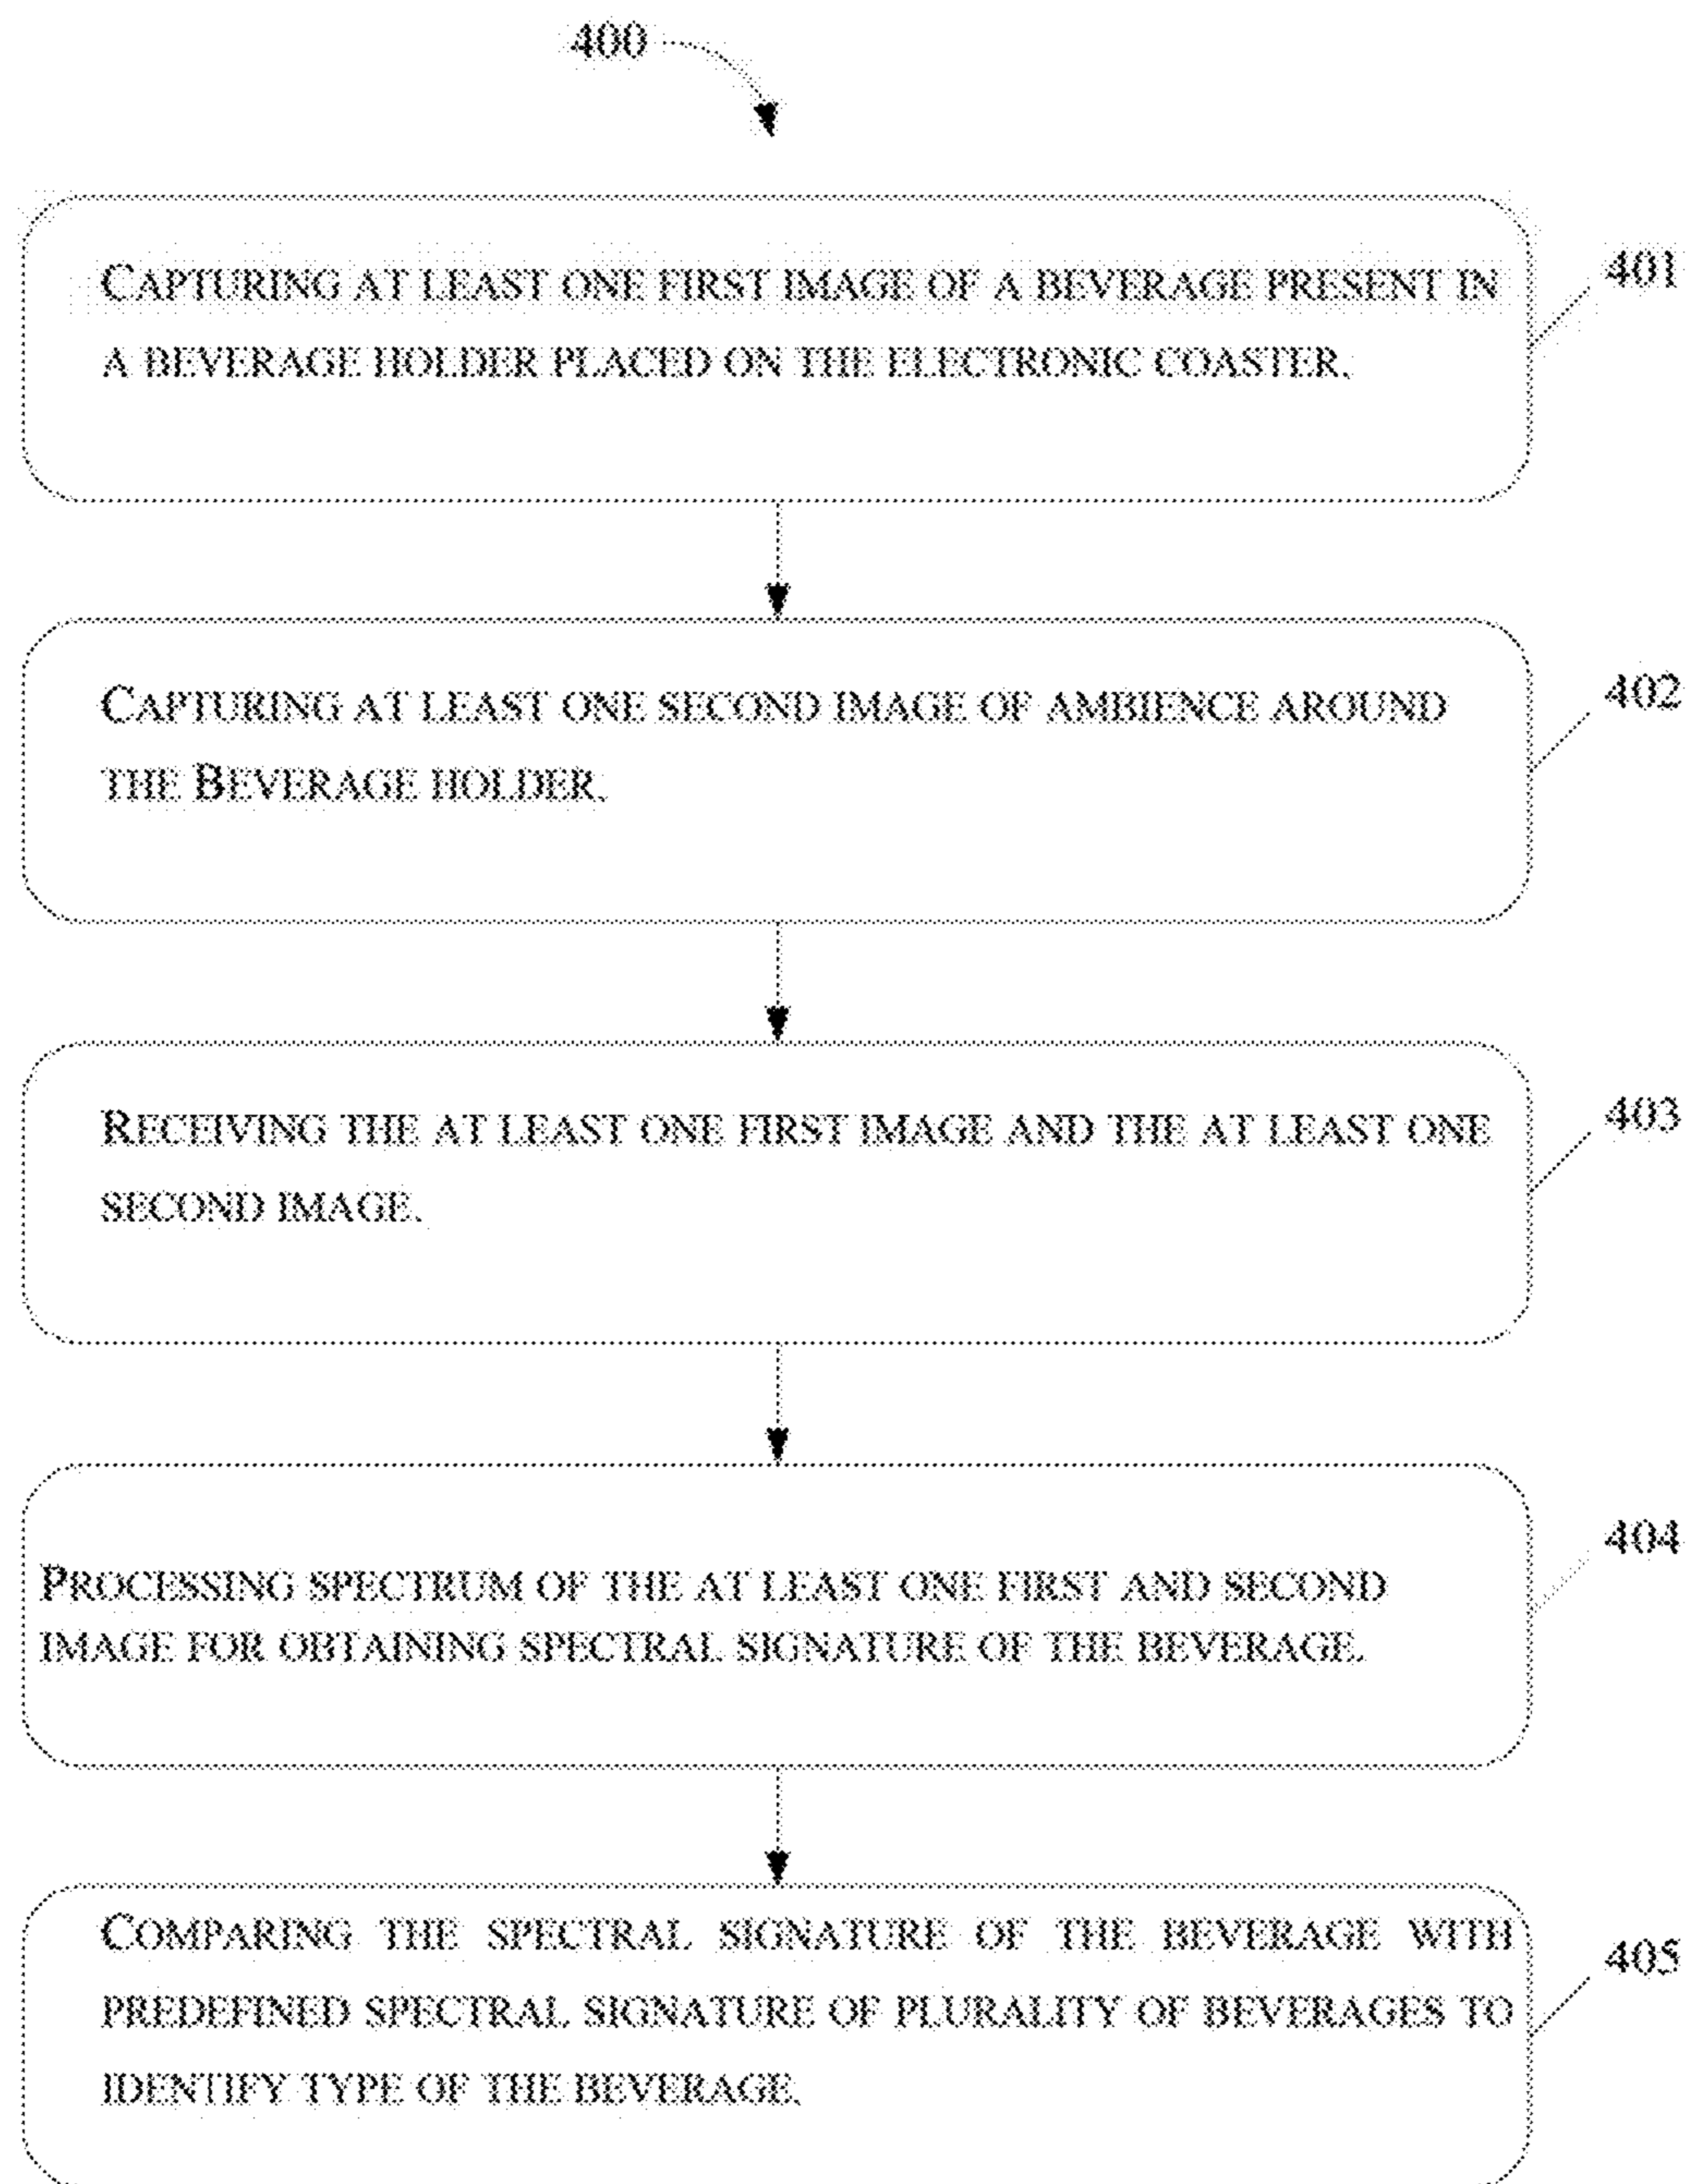 400
CAPTURING AT LEAST ONE FIRST IMAGE OF A BEVERAGE PRESENT IN
A BEVERAGE HOLDER PLACED ON THE ELECTRONIC COASTER.
401
CAPTURING AT LEAST ONE SECOND IMAGE OF AMBIENCE AROUND
THE BEVERAGE HOLDER.
402
RECEIVING THE AT LEAST ONE FIRST IMAGE AND THE AT LEAST ONE
SECOND IMAGE.
403
PROCESSING SPECTRUM OF THE AT LEAST ONE FIRST AND SECOND
IMAGE FOR OBTAINING SPECTRAL SIGNATURE OF THE BEVERAGE.
404
COMPARING THE SPECTRAL SIGNATURE OF THE BEVERAGE WITH
PREDEFINED SPECTRAL SIGNATURE OF PLURALITY OF BEVERAGES TO
IDENTIFY TYPE OF THE BEVERAGE.
405